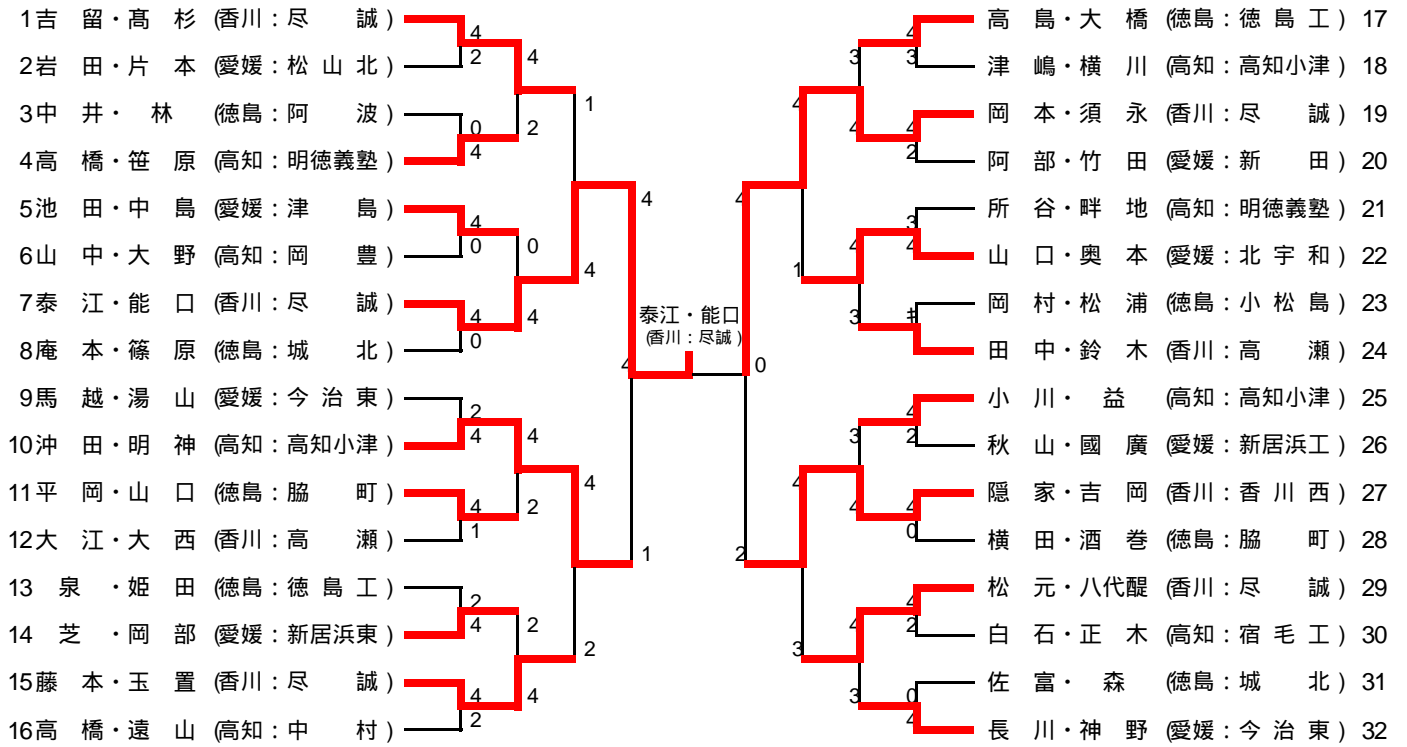 1吉 留・髙 杉 (香川：尽 誠)
2岩 田・片 本 (愛媛：松 山 北)
3中 井・ 林 (徳島：阿 波)
4高 橋・笹 原 (高知：明徳義塾)
5池 田・中 島 (愛媛：津 島)
6山 中・大 野 (高知：岡 豊)
7泰 江・能 口 (香川：尽 誠)
8庵 本・篠 原 (徳島：城 北)
9馬 越・湯 山 (愛媛：今 治 東)
10沖 田・明 神 (高知：高知小津)
11平 岡・山 口 (徳島：脇 町)
12大 江・大 西 (香川：高 瀬)
13 泉 ・姫 田 (徳島：徳 島 工)
14 芝 ・岡 部 (愛媛：新居浜東)
15藤 本・玉 置 (香川：尽 誠)
16高 橋・遠 山 (高知：中 村)
4
2
0
4
4
0
4
0
2
4
4
1
2
4
4
2
4
2
0
4
4
2
2
4
1
4
4
2
4
1
4
泰江・能口
(香川：尽誠)
0
4
2
4
1
4
3
3
4
4
3
3
4
4
3
4
3
4
2
3
4
キ
4
2
4
0
4
2
0
4
高 島・大 橋 (徳島：徳 島 工) 17
津 嶋・横 川 (高知：高知小津) 18
岡 本・須 永 (香川：尽 誠) 19
阿 部・竹 田 (愛媛：新 田) 20
所 谷・畔 地 (高知：明徳義塾) 21
山 口・奥 本 (愛媛：北 宇 和) 22
岡 村・松 浦 (徳島：小 松 島) 23
田 中・鈴 木 (香川：高 瀬) 24
小 川・ 益 (高知：高知小津) 25
秋 山・國 廣 (愛媛：新居浜工) 26
隠 家・吉 岡 (香川：香 川 西) 27
横 田・酒 巻 (徳島：脇 町) 28
松 元・八代醍 (香川：尽 誠) 29
白 石・正 木 (高知：宿 毛 工) 30
佐 富・ 森 (徳島：城 北) 31
長 川・神 野 (愛媛：今 治 東) 32